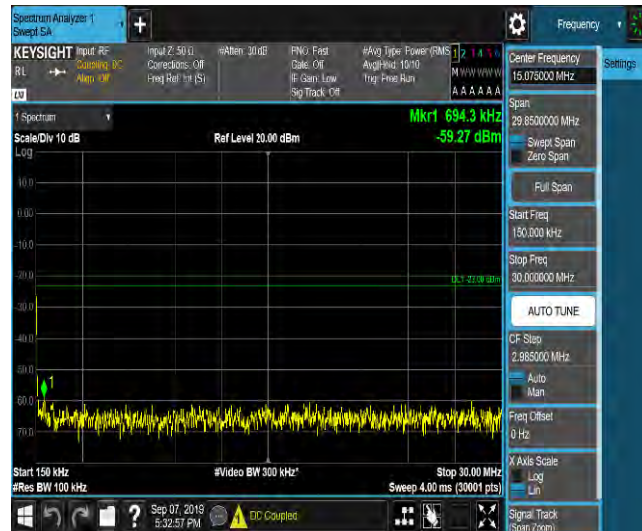 Spectrum Analyzer 1
Swept SA
Frequency
KEYSIGHT
RL
LXI
Input: RF
Coupling: DC
Align: Off
Input Z: 50 Ω
Corrections: Off
Freq Ref: Int (S)
#Atten: 30 dB
PNO: Fast
Gate: Off
IF Gain: Low
Sig Track: Off
#Avg Type: Power (RMS
Avg|Hold: 10/10
Trig: Free Run
1 2 3 4 5 6
M W W W W W
A A A A A A
1 Spectrum
Scale/Div 10 dB
Log
Ref Level 20.00 dBm
Mkr1 694.3 kHz
-59.27 dBm
10.0
0.00
-10.0
-20.0
-30.0
-40.0
-50.0
-60.0
-70.0
DL1 -23.00 dBm
1
Start 150 kHz
#Res BW 100 kHz
#Video BW 300 kHz*
Stop 30.00 MHz
Sweep 4.00 ms (30001 pts)
Sep 07, 2019
5:32:57 PM
DC Coupled
Center Frequency
15.075000 MHz
Settings
Span
29.8500000 MHz
Swept Span
Zero Span
Full Span
Start Freq
150.000 kHz
Stop Freq
30.000000 MHz
AUTO TUNE
CF Step
2.985000 MHz
Auto
Man
Freq Offset
0 Hz
X Axis Scale
Log
Lin
Signal Track
(Span Zoom)